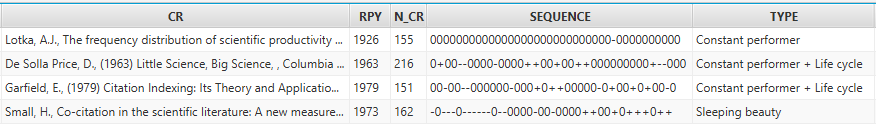 CR RPY N_CR SEQUENCE TYPE
Lotka, A.J., The frequency distribution of scientific productivity ... 1926 155 00000000000000000000000000-0000000000 Constant performer
De Solla Price, D., (1963) Little Science, Big Science, , Columbia ... 1963 216 0+00--0000-0000++00+00++000000000+--000 Constant performer + Life cycle
Garfield, E., (1979) Citation Indexing: Its Theory and Applicatio... 1979 151 00-00--000000-000+0++00000-0+00+0+00-0 Constant performer + Life cycle
Small, H., Co-citation in the scientific literature: A new measure... 1973 162 -0---0------0--0000-00-0000++00+0+++0++ Sleeping beauty